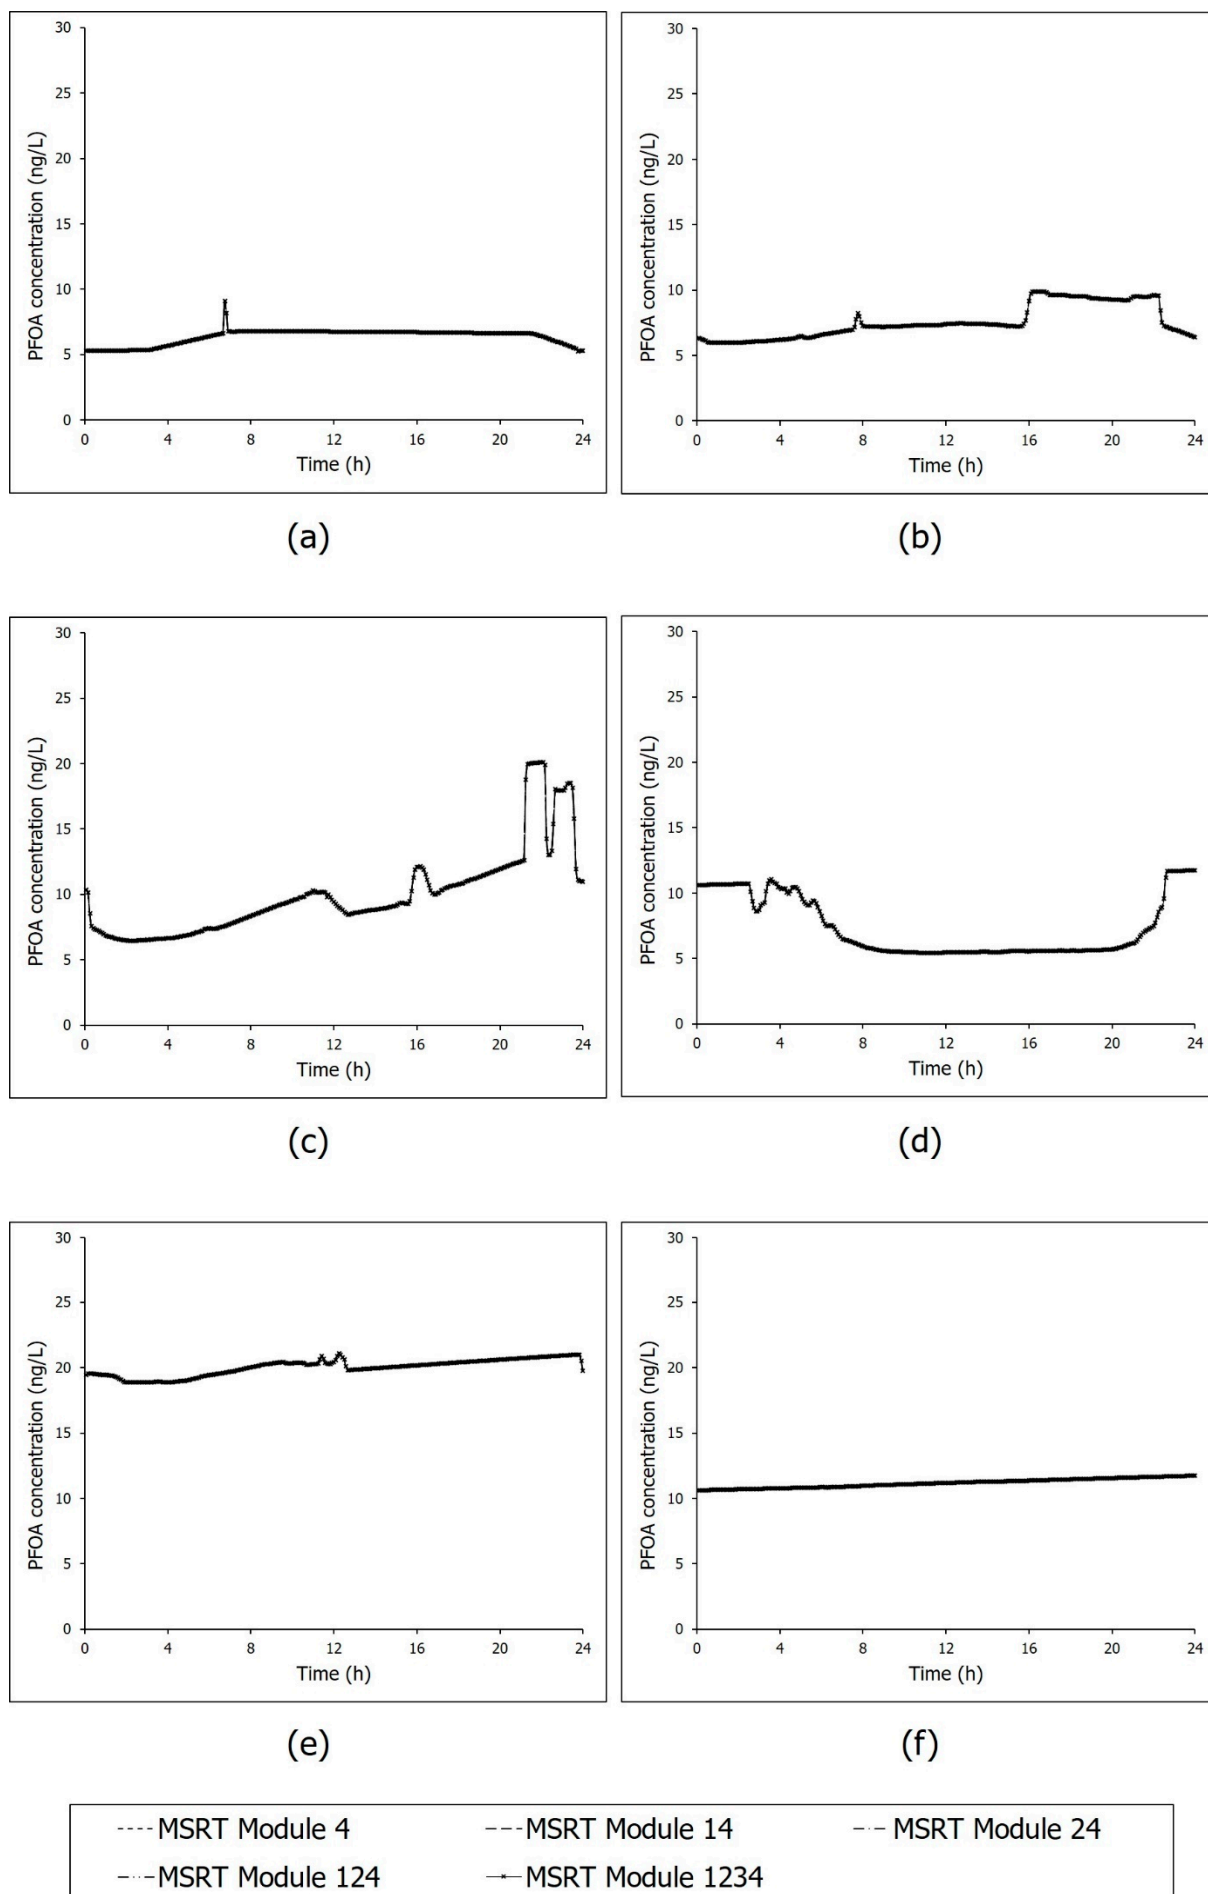 30
25
20
15
10
5
0
PFOA concentration (ng/L)
0 4 8 12 16 20 24
Time (h)
(a)
30
25
20
15
10
5
0
PFOA concentration (ng/L)
0 4 8 12 16 20 24
Time (h)
(b)
30
25
20
15
10
5
0
PFOA concentration (ng/L)
0 4 8 12 16 20 24
Time (h)
(c)
30
25
20
15
10
5
0
PFOA concentration (ng/L)
0 4 8 12 16 20 24
Time (h)
(d)
30
25
20
15
10
5
0
PFOA concentration (ng/L)
0 4 8 12 16 20 24
Time (h)
(e)
30
25
20
15
10
5
0
PFOA concentration (ng/L)
0 4 8 12 16 20 24
Time (h)
(f)
MSRT Module 4 MSRT Module 14 MSRT Module 24
MSRT Module 124 MSRT Module 1234